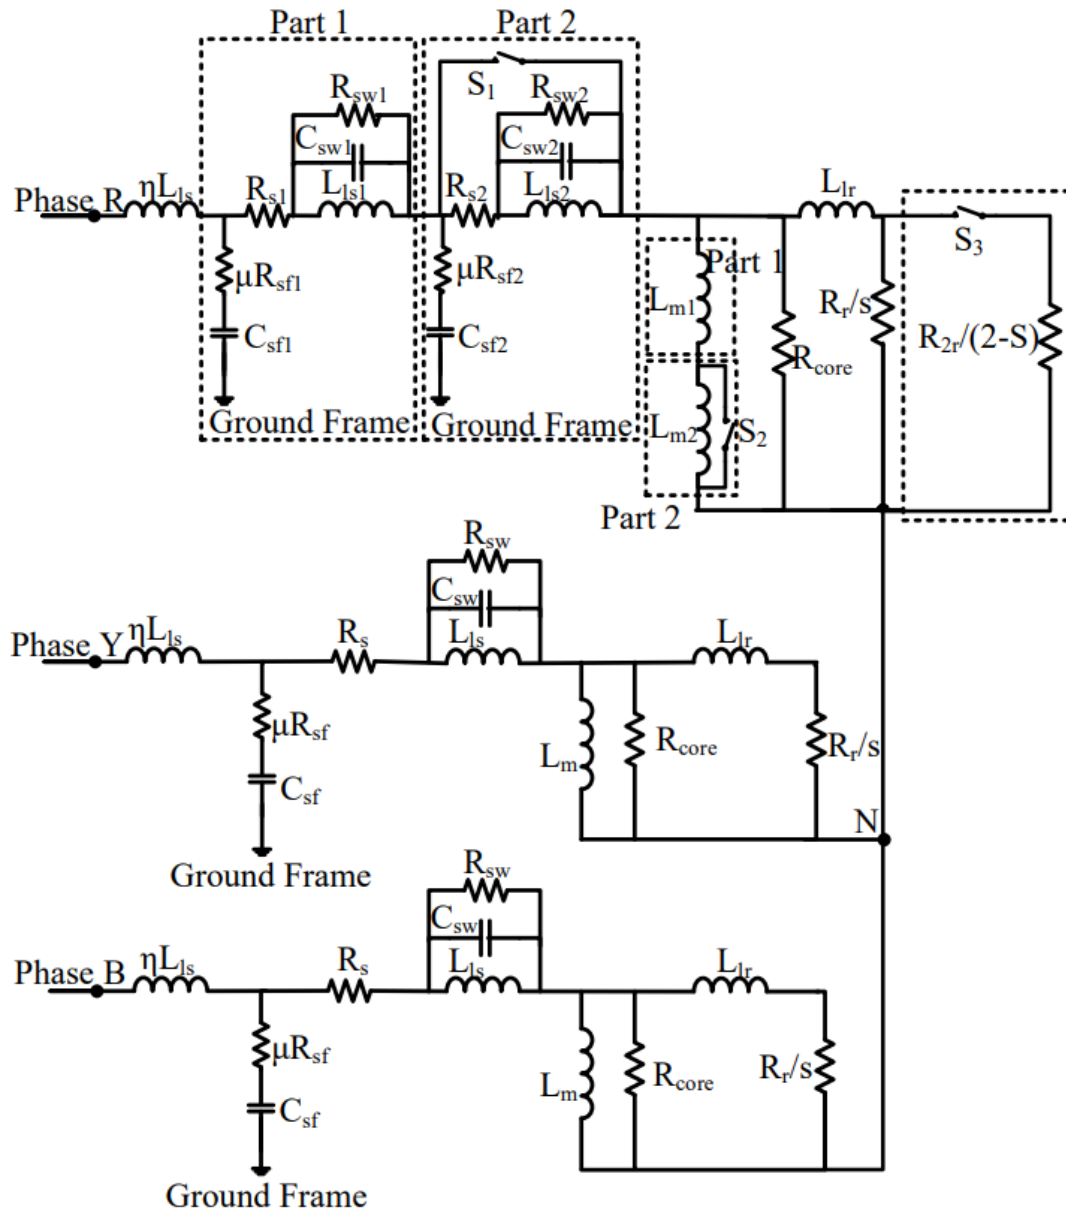 Part 1
Part 2
S1
Rsw1
Rsw2
Csw1
Csw2
Phase R
ηLls
Rs1
Lls1
Rs2
Lls2
Llr
S3
μRsf1
μRsf2
Part 1
Lm1
Rr/s
R2r/(2-S)
Csf1
Csf2
Rcore
Ground Frame
Ground Frame
Lm2
S2
Part 2
Rsw
Csw
Phase Y
ηLls
Rs
Lls
Llr
μRsf
Lm
Rcore
Rr/s
Csf
N
Ground Frame
Rsw
Csw
Phase B
ηLls
Rs
Lls
Llr
μRsf
Lm
Rcore
Rr/s
Csf
Ground Frame